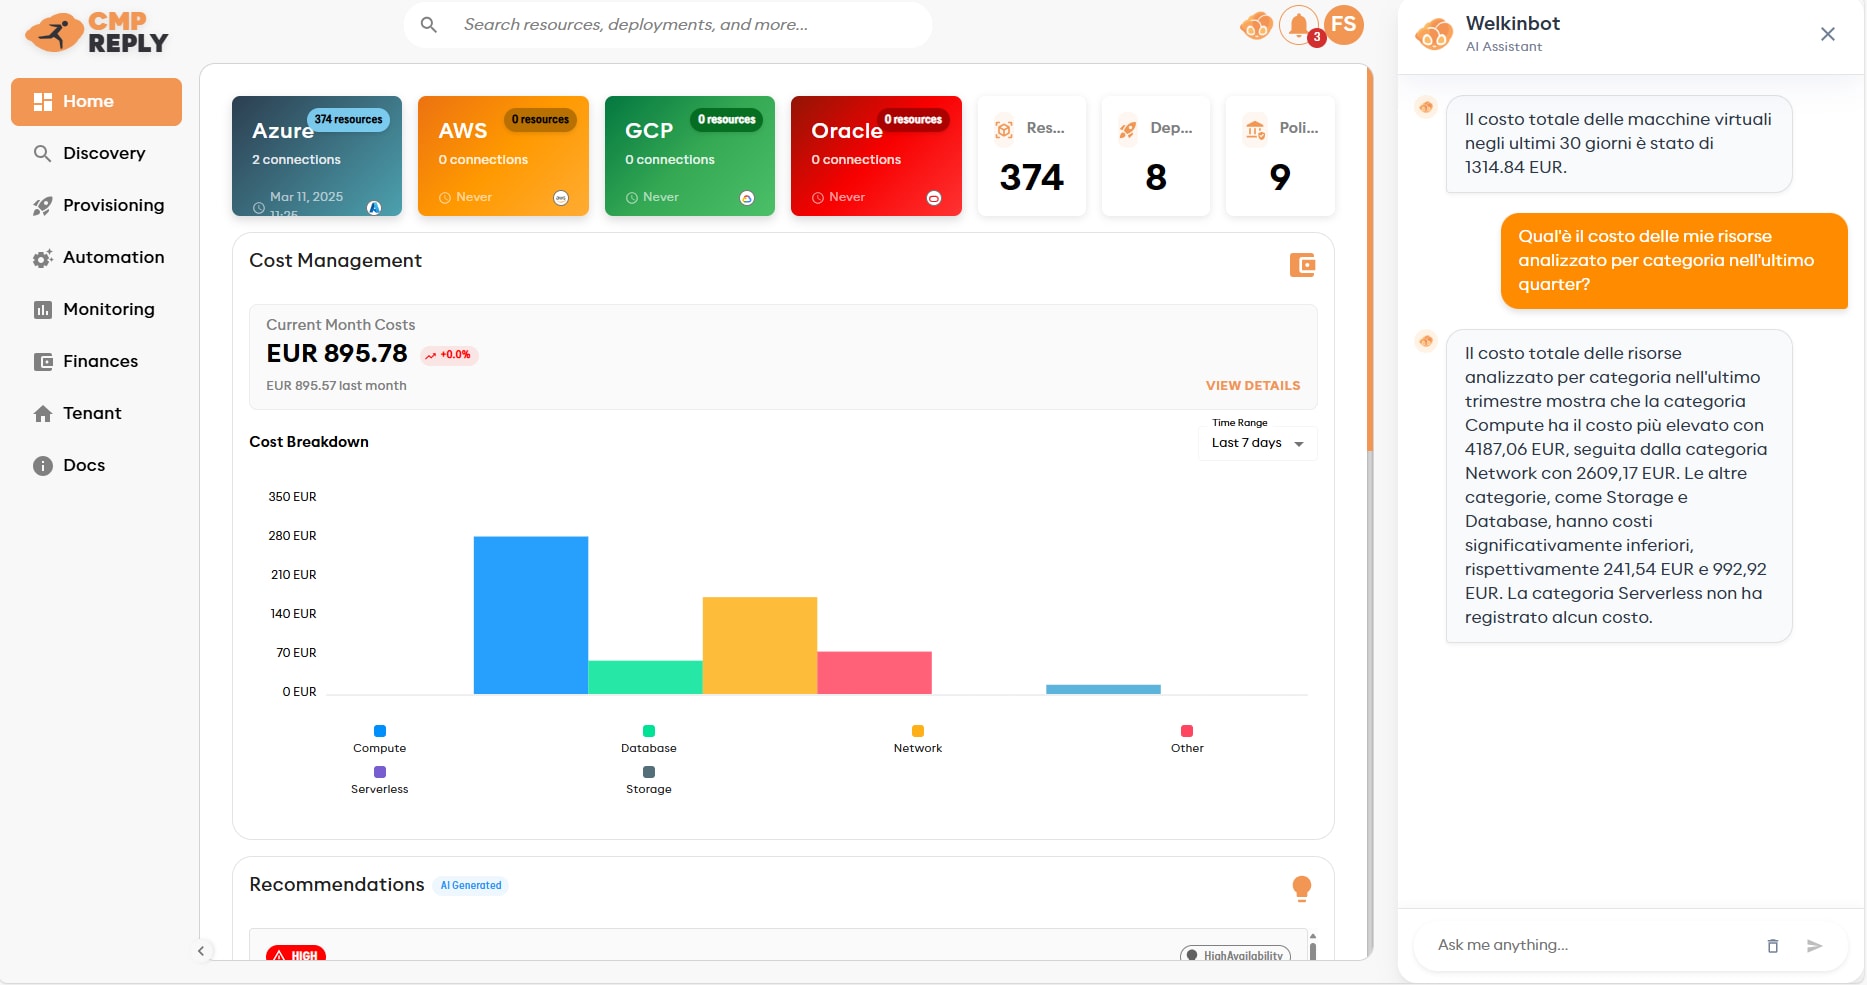 CMP
REPLY
Search resources, deployments, and more...
3
FS
Home
Discovery
Provisioning
Automation
Monitoring
Finances
Tenant
Docs
Azure
374 resources
2 connections
Mar 11, 2025
11:25
AWS
0 resources
0 connections
Never
aws
GCP
0 resources
0 connections
Never
Oracle
0 resources
0 connections
Never
Res...
374
Dep...
8
Poli...
9
Cost Management
Current Month Costs
EUR 895.78
+0.0%
EUR 895.57 last month
VIEW DETAILS
Cost Breakdown
Time Range
Last 7 days
350 EUR
280 EUR
210 EUR
140 EUR
70 EUR
0 EUR
Compute
Database
Network
Other
Serverless
Storage
Recommendations
AI Generated
HIGH
HighAvailability
Welkinbot
AI Assistant
Il costo totale delle macchine virtuali
negli ultimi 30 giorni è stato di
1314.84 EUR.
Qual'è il costo delle mie risorse
analizzato per categoria nell'ultimo
quarter?
Il costo totale delle risorse
analizzato per categoria nell'ultimo
trimestre mostra che la categoria
Compute ha il costo più elevato con
4187,06 EUR, seguita dalla categoria
Network con 2609,17 EUR. Le altre
categorie, come Storage e
Database, hanno costi
significativamente inferiori,
rispettivamente 241,54 EUR e 992,92
EUR. La categoria Serverless non ha
registrato alcun costo.
Ask me anything...